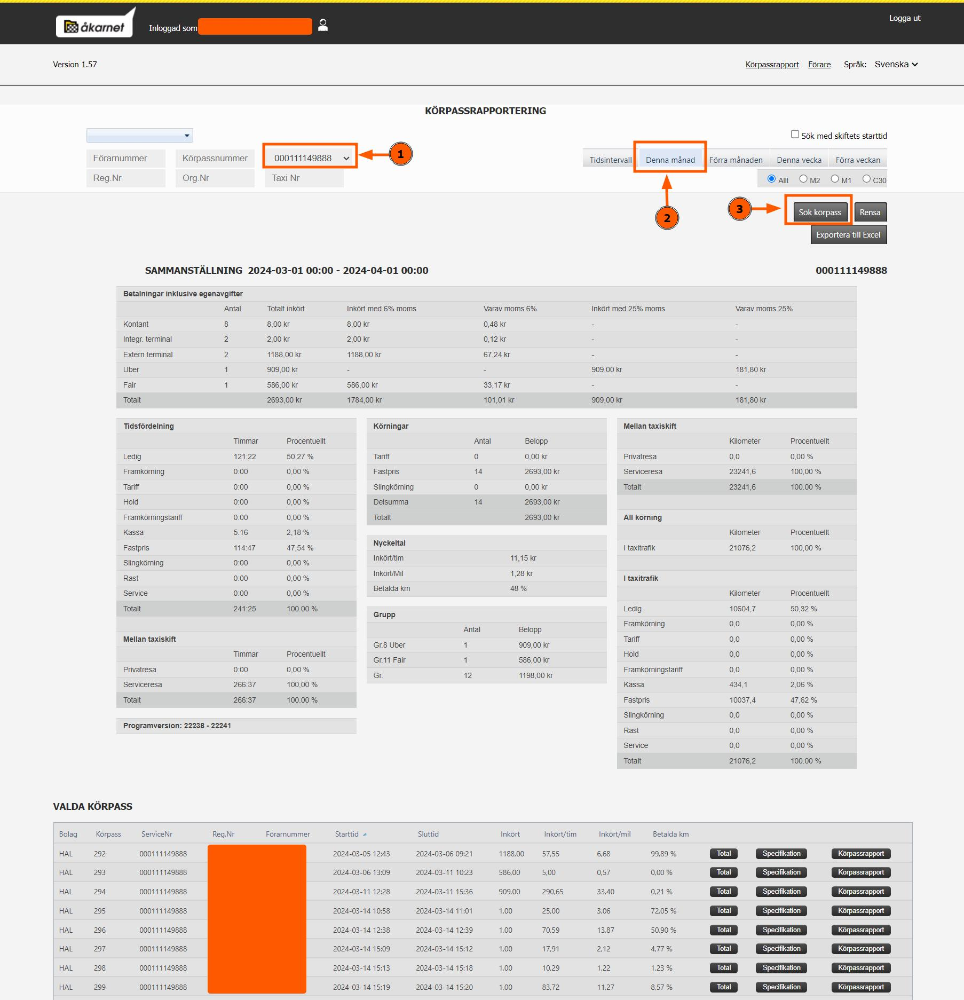 åkarnet
Inloggad som
Logga ut
Version 1.57
Körpassrapport Förare Språk: Svenska
KÖRPASSRAPPORTERING
Sök med skiftets starttid
Förarnummer Körpassnummer 000111149888 1
Tidsintervall Denna månad Förra månaden Denna vecka Förra veckan
Reg.Nr Org.Nr Taxi Nr
Allt M2 M1 C30
2 3 Sök körpass Rensa
Exportera till Excel
SAMMANSTÄLLNING 2024-03-01 00:00 - 2024-04-01 00:00 000111149888
Betalningar inklusive egenavgifter
Antal Totalt inkört Inkört med 6% moms Varav moms 6% Inkört med 25% moms Varav moms 25%
Kontant 8 8,00 kr 8,00 kr 0,48 kr - -
Integr. terminal 2 2,00 kr 2,00 kr 0,12 kr - -
Extern terminal 2 1188,00 kr 1188,00 kr 67,24 kr - -
Uber 1 909,00 kr - - 909,00 kr 181,80 kr
Fair 1 586,00 kr 586,00 kr 33,17 kr - -
Totalt 2693,00 kr 1784,00 kr 101,01 kr 909,00 kr 181,80 kr
Tidsfördelning
Timmar Procentuellt
Ledig 121:22 50,27 %
Framkörning 0:00 0,00 %
Tariff 0:00 0,00 %
Hold 0:00 0,00 %
Framkörningstariff 0:00 0,00 %
Kassa 5:16 2,18 %
Fastpris 114:47 47,54 %
Slingkörning 0:00 0,00 %
Rast 0:00 0,00 %
Service 0:00 0,00 %
Totalt 241:25 100.00 %
Mellan taxiskift
Timmar Procentuellt
Privatresa 0:00 0,00 %
Serviceresa 266:37 100,00 %
Totalt 266:37 100.00 %
Programversion: 22238 - 22241
Körningar
Antal Belopp
Tariff 0 0,00 kr
Fastpris 14 2693,00 kr
Slingkörning 0 0,00 kr
Delsumma 14 2693,00 kr
Totalt 2693,00 kr
Nyckeltal
Inkört/tim 11,15 kr
Inkört/Mil 1,28 kr
Betalda km 48 %
Grupp
Antal Belopp
Gr.8 Uber 1 909,00 kr
Gr.11 Fair 1 586,00 kr
Gr. 12 1198,00 kr
Mellan taxiskift
Kilometer Procentuellt
Privatresa 0,0 0,00 %
Serviceresa 23241,6 100,00 %
Totalt 23241,6 100.00 %
All körning
Kilometer Procentuellt
I taxitrafik 21076,2 100,00 %
I taxitrafik
Kilometer Procentuellt
Ledig 10604,7 50,32 %
Framkörning 0,0 0,00 %
Tariff 0,0 0,00 %
Hold 0,0 0,00 %
Framkörningstariff 0,0 0,00 %
Kassa 434,1 2,06 %
Fastpris 10037,4 47,62 %
Slingkörning 0,0 0,00 %
Rast 0,0 0,00 %
Service 0,0 0,00 %
Totalt 21076,2 100.00 %
VALDA KÖRPASS
Bolag Körpass ServiceNr Reg.Nr Förarnummer Starttid Sluttid Inkört Inkört/tim Inkört/mil Betalda km
HAL 292 000111149888 2024-03-05 12:43 2024-03-06 09:21 1188,00 57,55 6,68 99,89 % Total Specifikation Körpassrapport
HAL 293 000111149888 2024-03-06 13:09 2024-03-11 10:23 586,00 5,00 0,57 0,00 % Total Specifikation Körpassrapport
HAL 294 000111149888 2024-03-11 12:28 2024-03-11 15:36 909,00 290,65 33,40 0,21 % Total Specifikation Körpassrapport
HAL 295 000111149888 2024-03-14 10:58 2024-03-14 11:01 1,00 25,00 3,06 72,05 % Total Specifikation Körpassrapport
HAL 296 000111149888 2024-03-14 12:38 2024-03-14 12:39 1,00 70,59 13,87 50,90 % Total Specifikation Körpassrapport
HAL 297 000111149888 2024-03-14 15:09 2024-03-14 15:12 1,00 17,91 2,12 4,77 % Total Specifikation Körpassrapport
HAL 298 000111149888 2024-03-14 15:13 2024-03-14 15:18 1,00 10,29 1,22 1,23 % Total Specifikation Körpassrapport
HAL 299 000111149888 2024-03-14 15:19 2024-03-14 15:20 1,00 83,72 11,27 8,57 % Total Specifikation Körpassrapport